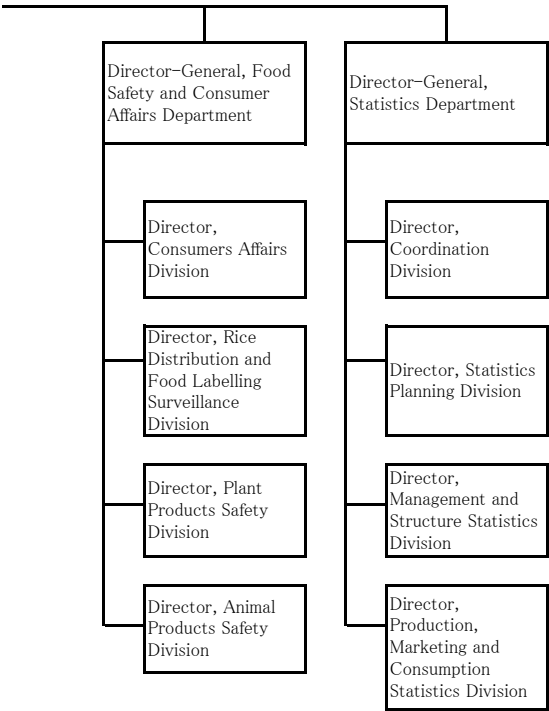 Director-General, Food
Safety and Consumer
Affairs Department
Director,
Consumers Affairs
Division
Director, Rice
Distribution and
Food Labelling
Surveillance
Division
Director, Plant
Products Safety
Division
Director, Animal
Products Safety
Division
Director-General,
Statistics Department
Director,
Coordination
Division
Director, Statistics
Planning Division
Director,
Management and
Structure Statistics
Division
Director,
Production,
Marketing and
Consumption
Statistics Division